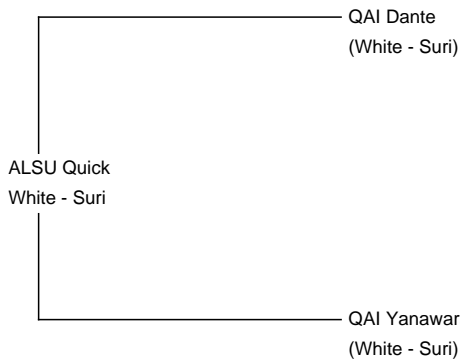 QAI Dante
(White - Suri)
ALSU Quick
White - Suri
QAI Yanawar
(White - Suri)